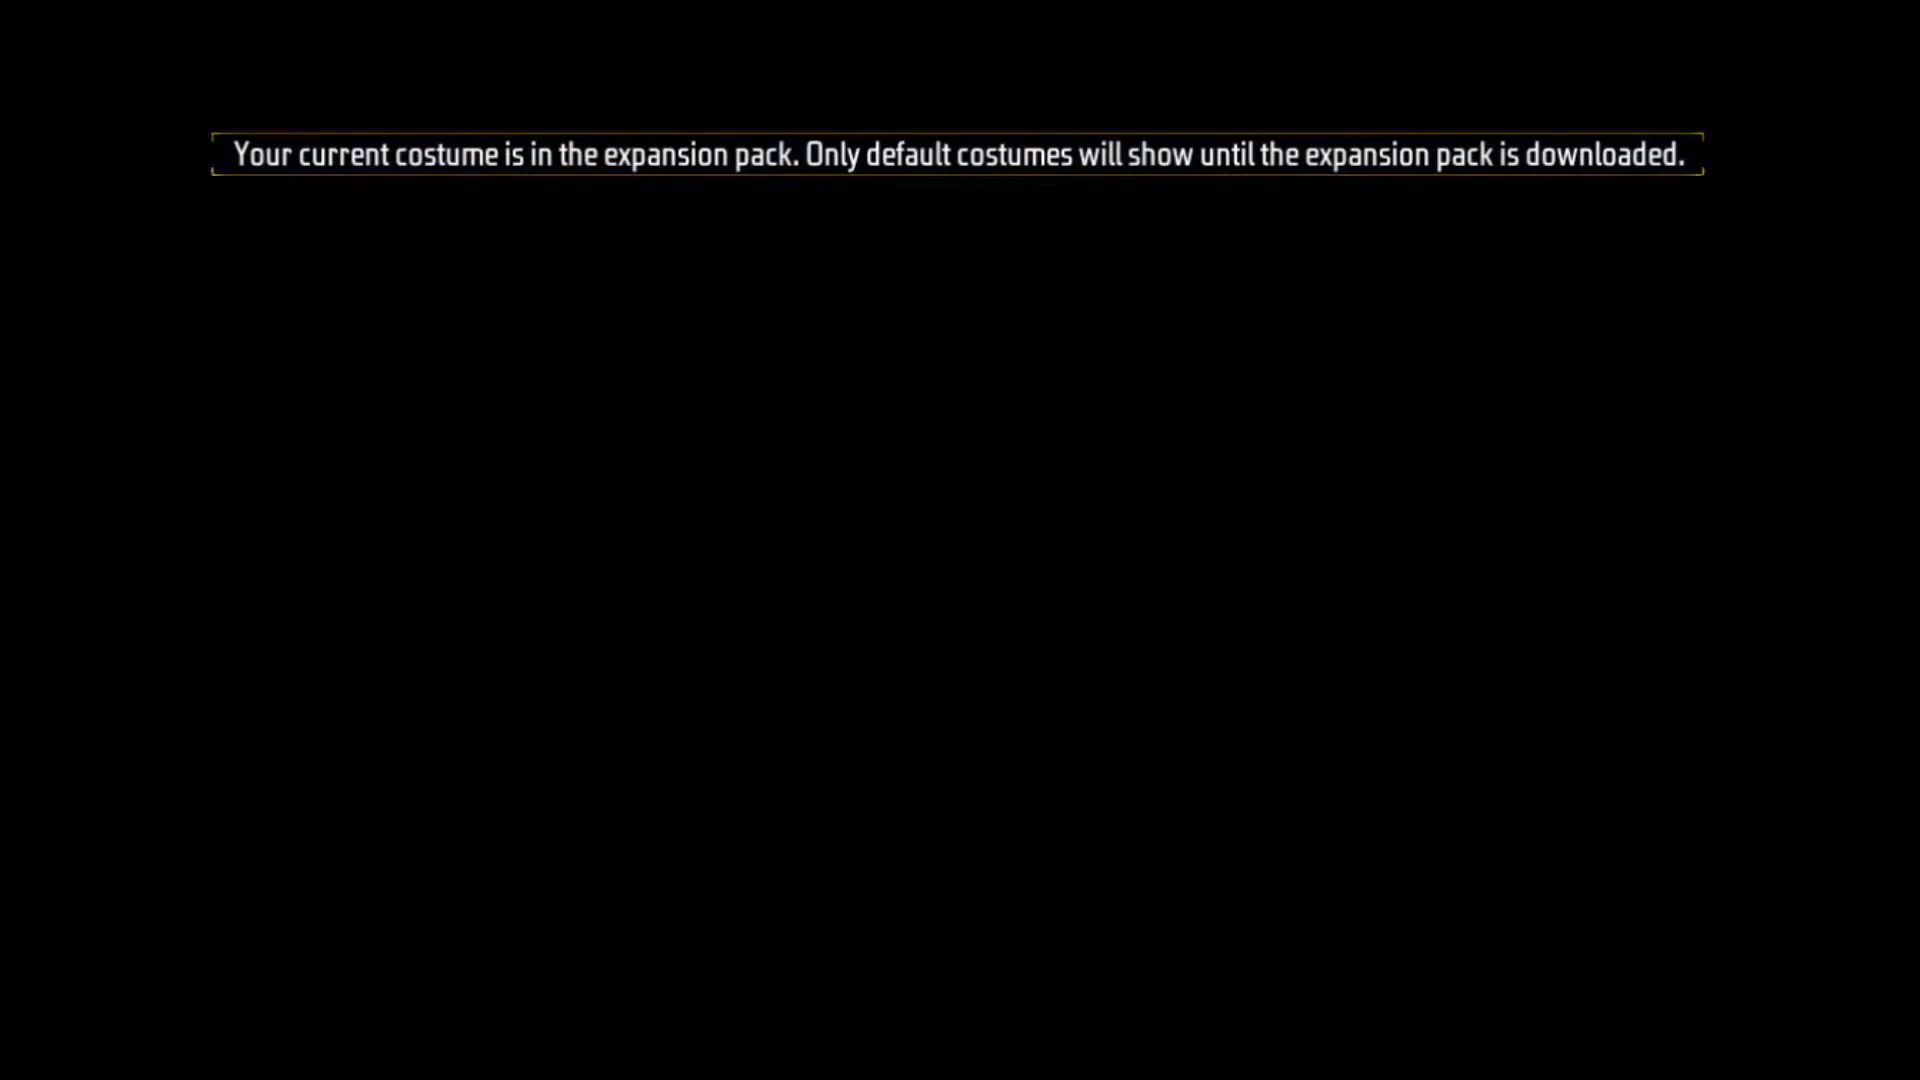 Your current costume is in the expansion pack. Only default costumes will show until the expansion pack is downloaded.